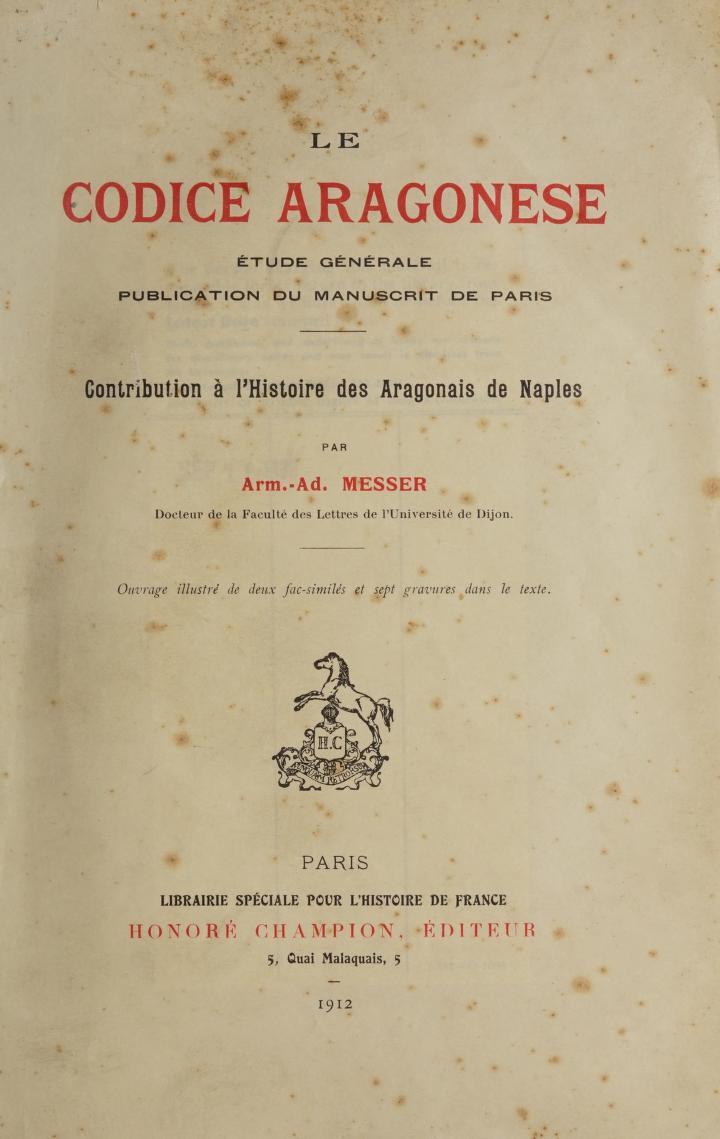 LE
CODICE ARAGONESE
ÉTUDE GÉNÉRALE
PUBLICATION DU MANUSCRIT DE PARIS
Contribution à l'Histoire des Aragonais de Naples
PAR
Arm.-Ad. MESSER
Docteur de la Faculté des Lettres de l'Université de Dijon.
Ouvrage illustré de deux fac-similés et sept gravures dans le texte.
H.C
PARIS
LIBRAIRIE SPÉCIALE POUR L'HISTOIRE DE FRANCE
HONORÉ CHAMPION, ÉDITEUR
5, Quai Malaquais, 5
1912